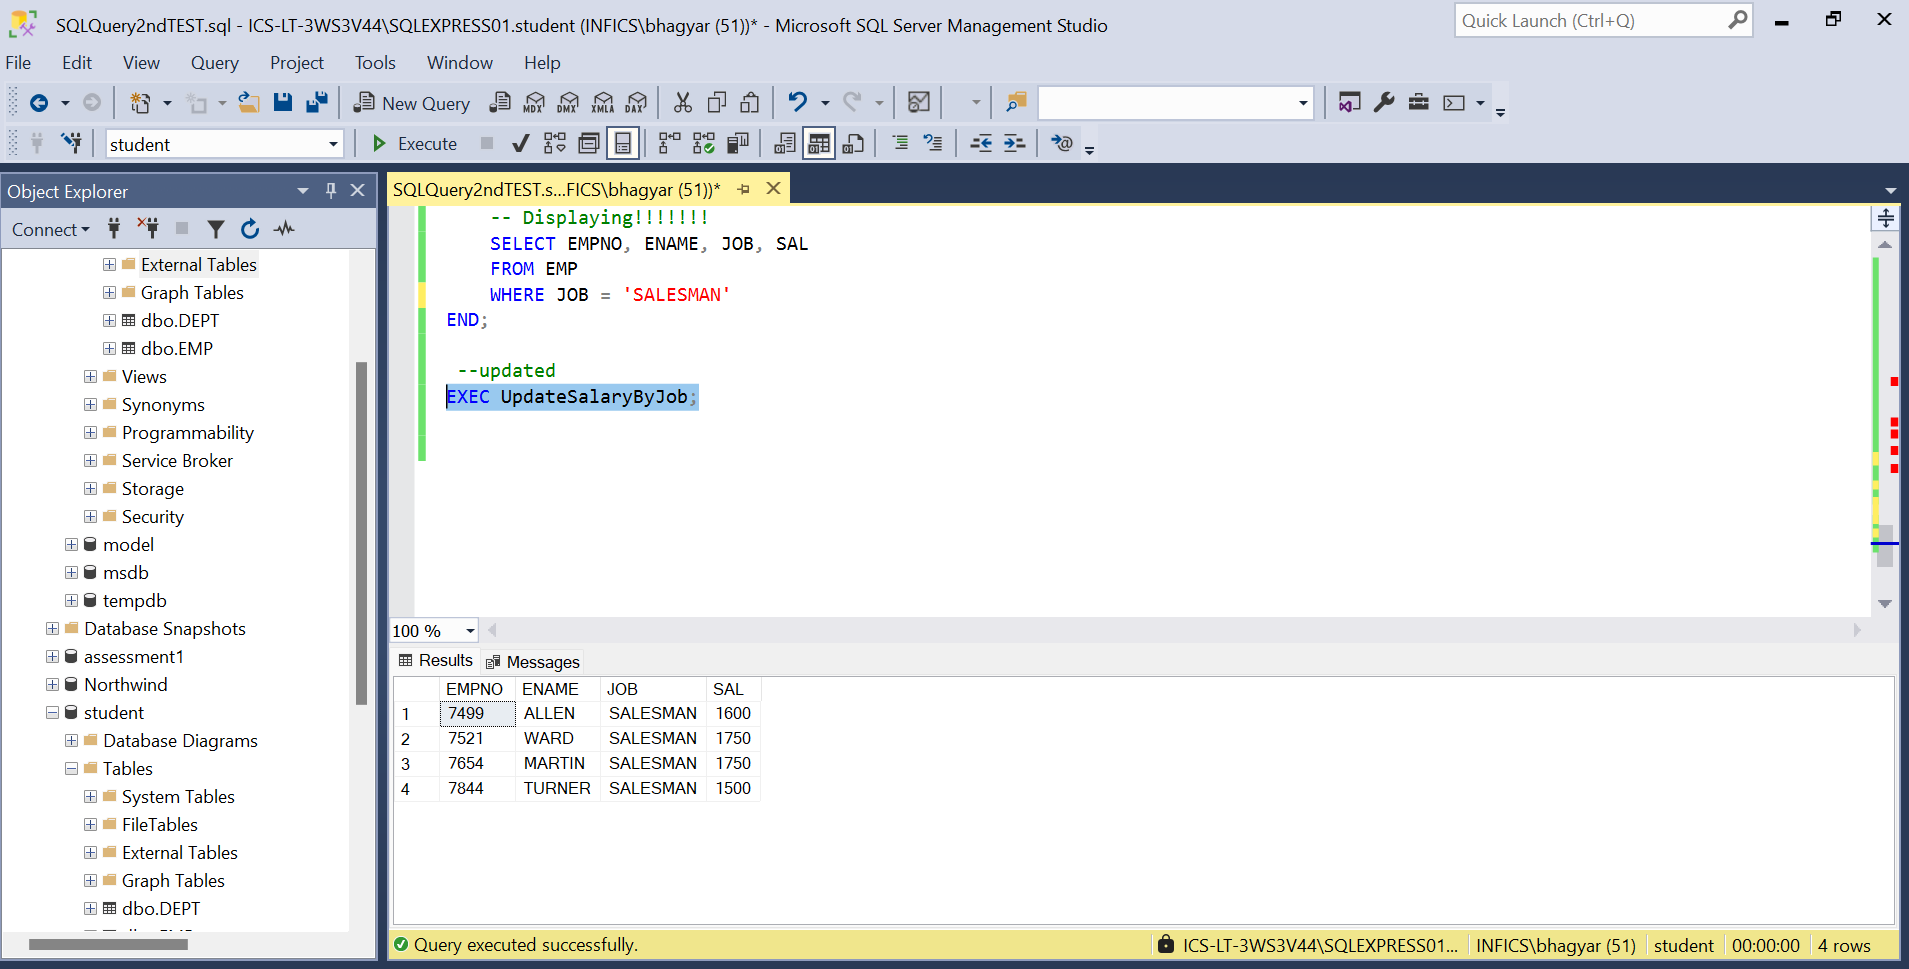 SQLQuery2ndTEST.sql - ICS-LT-3WS3V44\SQLEXPRESS01.student (INFICS\bhagyar (51))* - Microsoft SQL Server Management Studio
Quick Launch (Ctrl+Q)
File Edit View Query Project Tools Window Help
New Query MDX DMX XMLA DAX
student Execute
Object Explorer
Connect
External Tables
Graph Tables
dbo.DEPT
dbo.EMP
Views
Synonyms
Programmability
Service Broker
Storage
Security
model
msdb
tempdb
Database Snapshots
assessment1
Northwind
student
Database Diagrams
Tables
System Tables
FileTables
External Tables
Graph Tables
dbo.DEPT
SQLQuery2ndTEST.s...FICS\bhagyar (51))*
-- Displaying!!!!!!!
SELECT EMPNO, ENAME, JOB, SAL
FROM EMP
WHERE JOB = 'SALESMAN'
END;
--updated
EXEC UpdateSalaryByJob;
100 %
Results Messages
EMPNO ENAME JOB SAL
1 7499 ALLEN SALESMAN 1600
2 7521 WARD SALESMAN 1750
3 7654 MARTIN SALESMAN 1750
4 7844 TURNER SALESMAN 1500
Query executed successfully. ICS-LT-3WS3V44\SQLEXPRESS01... INFICS\bhagyar (51) student 00:00:00 4 rows